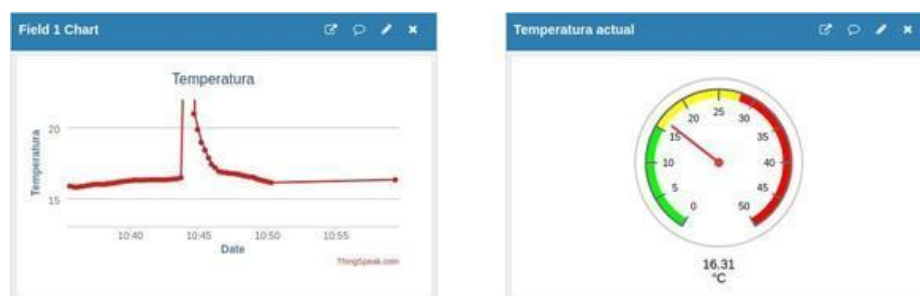 Field 1 Chart
Temperatura
Temperatura
20
15
10:40 10:45 10:50 10:55
Date
ThingSpeak.com
Temperatura actual
0
5
10
15
20
25
30
35
40
45
50
16.31
°C